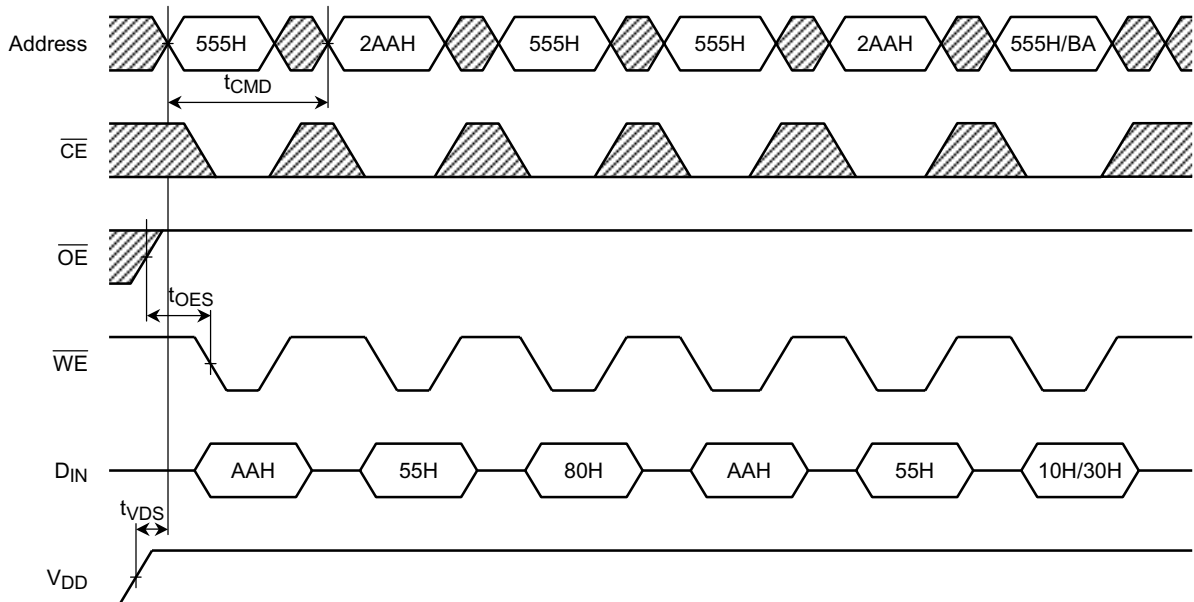 Address 555H 2AAH 555H 555H 2AAH 555H/BA
tCMD
CE
OE
tOES
WE
DIN AAH 55H 80H AAH 55H 10H/30H
tVDS
VDD